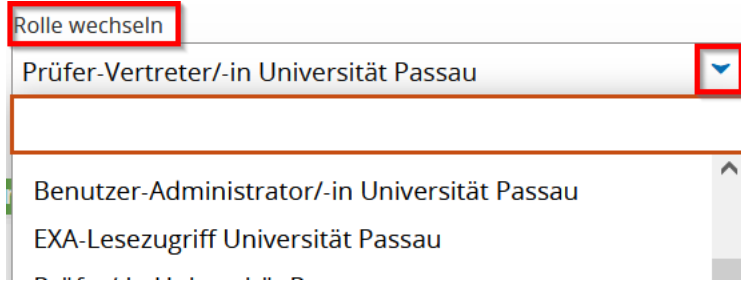 Rolle wechseln
Prüfer-Vertreter/-in Universität Passau
Benutzer-Administrator/-in Universität Passau
EXA-Lesezugriff Universität Passau